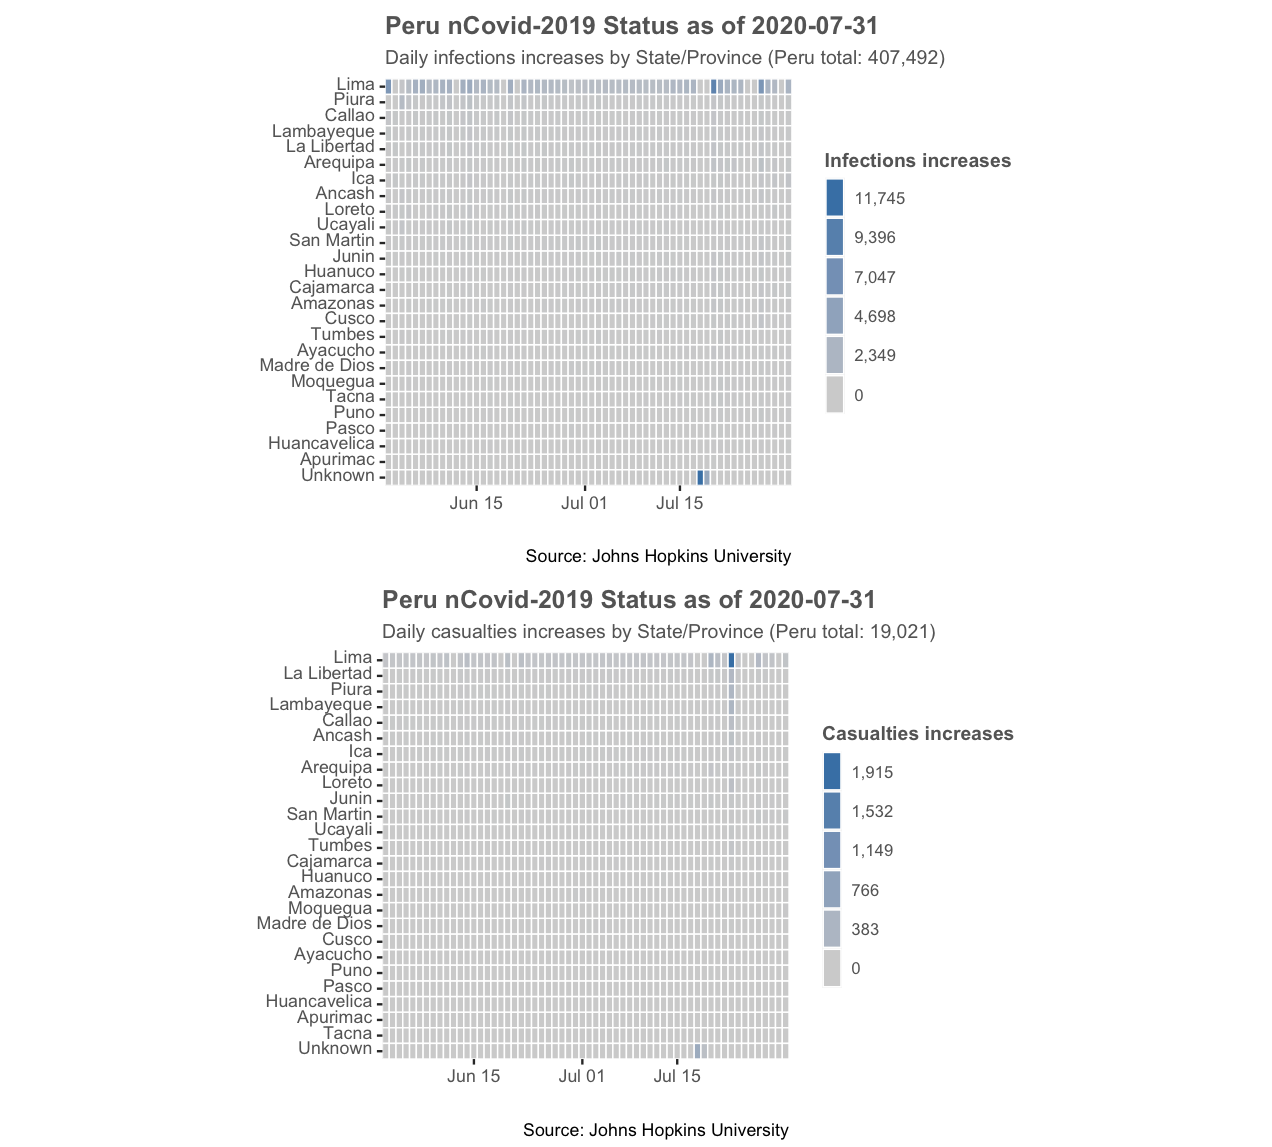 Peru nCovid-2019 Status as of 2020-07-31
Daily infections increases by State/Province (Peru total: 407,492)
Lima
Piura
Callao
Lambayeque
La Libertad
Arequipa
Ica
Ancash
Loreto
Ucayali
San Martin
Junin
Huanuco
Cajamarca
Amazonas
Cusco
Tumbes
Ayacucho
Madre de Dios
Moquegua
Tacna
Puno
Pasco
Huancavelica
Apurimac
Unknown
Jun 15 Jul 01 Jul 15
Infections increases
11,745
9,396
7,047
4,698
2,349
0
Source: Johns Hopkins University
Peru nCovid-2019 Status as of 2020-07-31
Daily casualties increases by State/Province (Peru total: 19,021)
Lima
La Libertad
Piura
Lambayeque
Callao
Ancash
Ica
Arequipa
Loreto
Junin
San Martin
Ucayali
Tumbes
Cajamarca
Huanuco
Amazonas
Moquegua
Madre de Dios
Cusco
Ayacucho
Puno
Pasco
Huancavelica
Apurimac
Tacna
Unknown
Jun 15 Jul 01 Jul 15
Casualties increases
1,915
1,532
1,149
766
383
0
Source: Johns Hopkins University